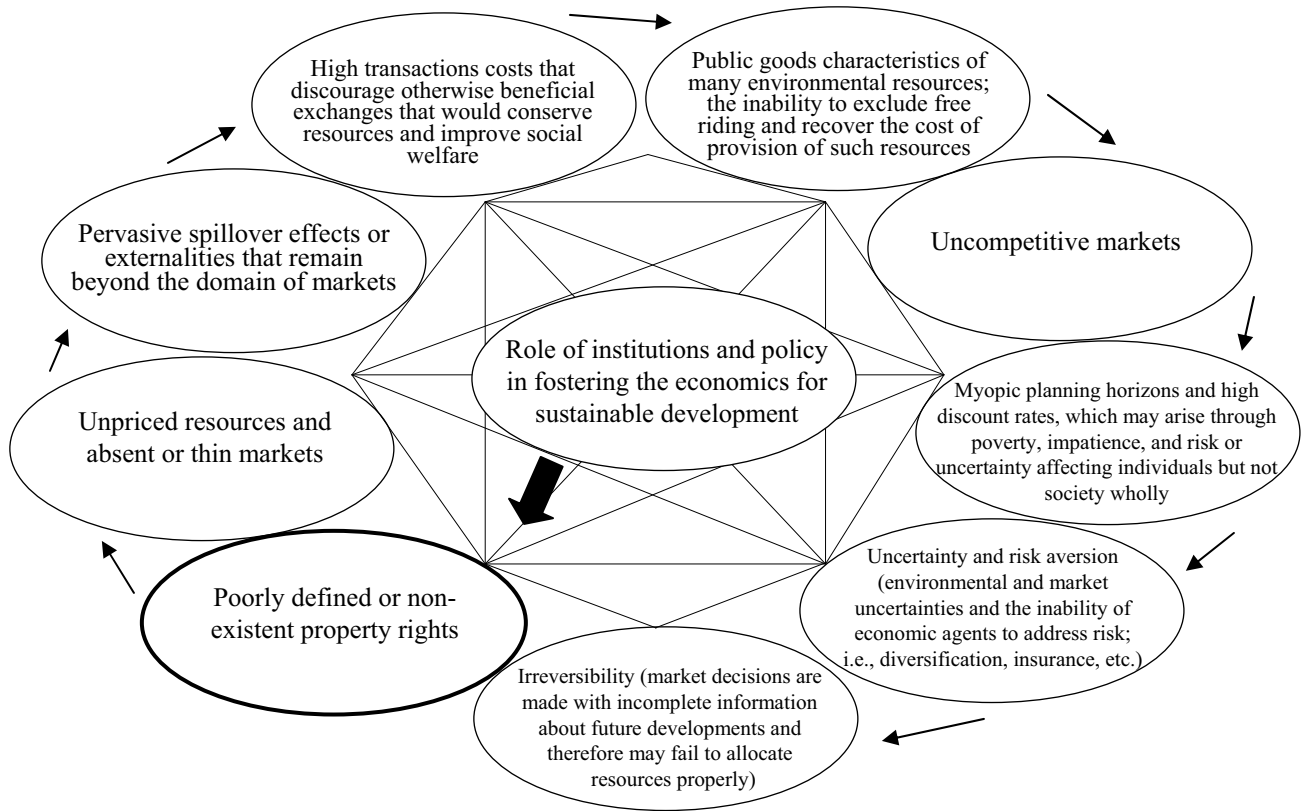 High transactions costs that
discourage otherwise beneficial
exchanges that would conserve
resources and improve social
welfare
Public goods characteristics of
many environmental resources;
the inability to exclude free
riding and recover the cost of
provision of such resources
Pervasive spillover effects or
externalities that remain
beyond the domain of markets
Uncompetitive markets
Role of institutions and policy
in fostering the economics for
sustainable development
Unpriced resources and
absent or thin markets
Myopic planning horizons and high
discount rates, which may arise through
poverty, impatience, and risk or
uncertainty affecting individuals but not
society wholly
Poorly defined or non-
existent property rights
Uncertainty and risk aversion
(environmental and market
uncertainties and the inability of
economic agents to address risk;
i.e., diversification, insurance, etc.)
Irreversibility (market decisions are
made with incomplete information
about future developments and
therefore may fail to allocate
resources properly)